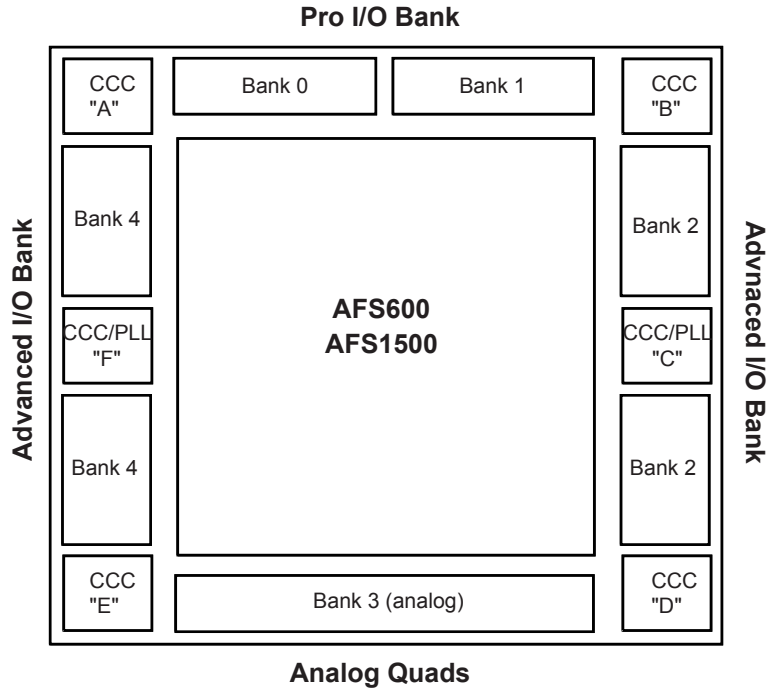 Pro I/O Bank
CCC
"A"
Bank 0
Bank 1
CCC
"B"
Bank 4
Bank 2
Advanced I/O Bank
Advnaced I/O Bank
AFS600
AFS1500
CCC/PLL
"F"
CCC/PLL
"C"
Bank 4
Bank 2
CCC
"E"
Bank 3 (analog)
CCC
"D"
Analog Quads